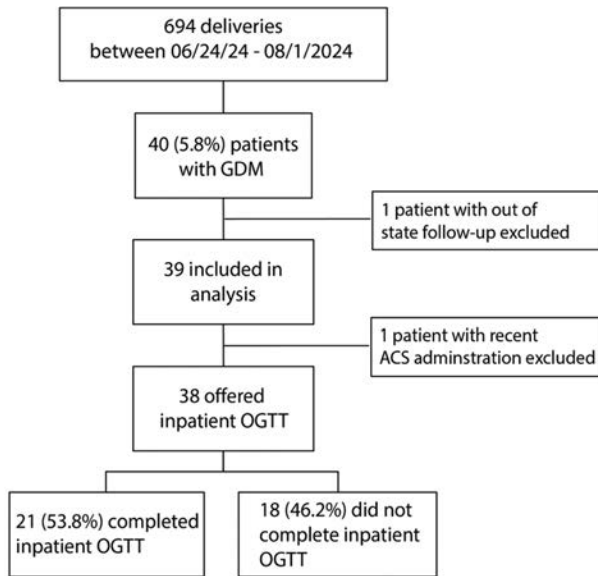 694 deliveries
between 06/24/24 - 08/1/2024
40 (5.8%) patients
with GDM
1 patient with out of
state follow-up excluded
39 included in
analysis
1 patient with recent
ACS adminstration excluded
38 offered
inpatient OGTT
21 (53.8%) completed
inpatient OGTT
18 (46.2%) did not
complete inpatient
OGTT